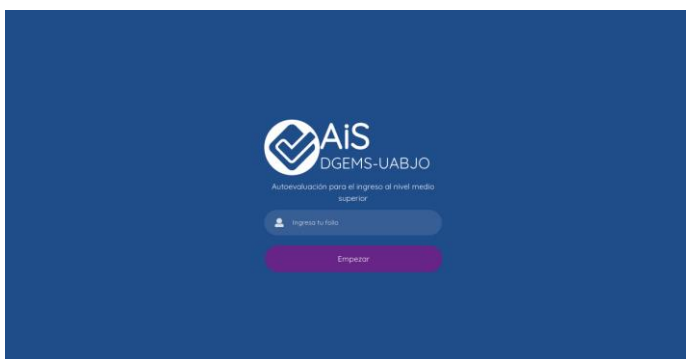 AiS
DGEMS-UABJO
Autoevaluación para el ingreso al nivel medio
superior
Ingresa tu folio
Empezar